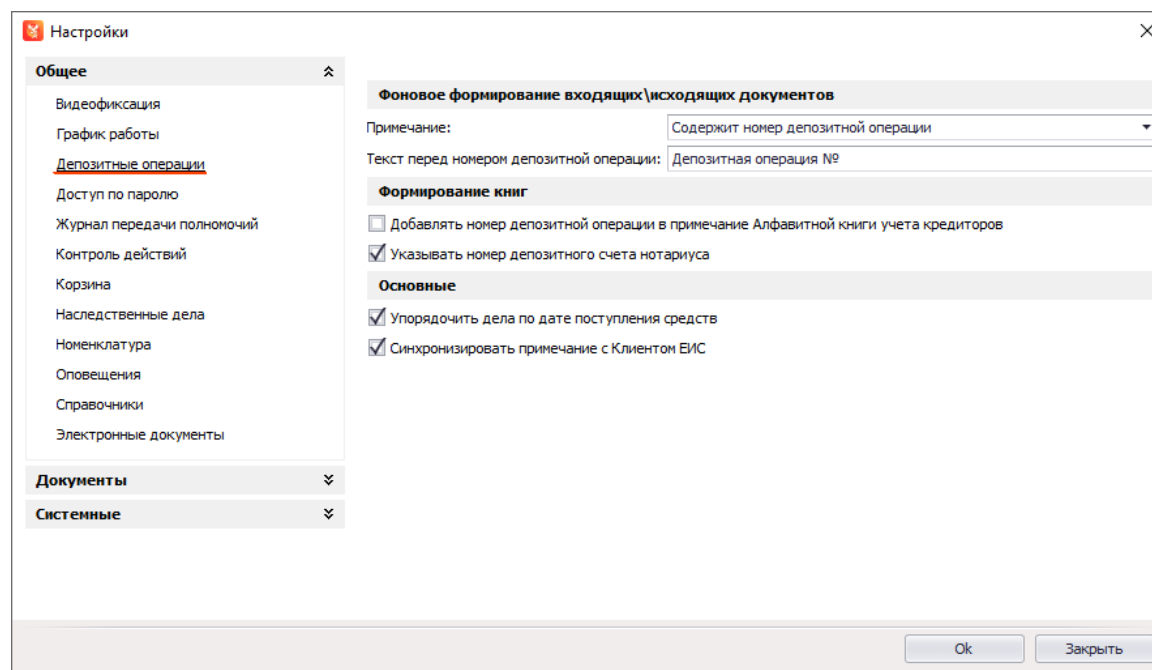 Настройки
Общее
Видеофиксация
График работы
Депозитные операции
Доступ по паролю
Журнал передачи полномочий
Контроль действий
Корзина
Наследственные дела
Номенклатура
Оповещения
Справочники
Электронные документы
Документы
Системные
Фоновое формирование входящих\исходящих документов
Примечание: Содержит номер депозитной операции
Текст перед номером депозитной операции: Депозитная операция №
Формирование книг
Добавлять номер депозитной операции в примечание Алфавитной книги учета кредиторов
Указывать номер депозитного счета нотариуса
Основные
Упорядочить дела по дате поступления средств
Синхронизировать примечание с Клиентом ЕИС
Ok Закрыть